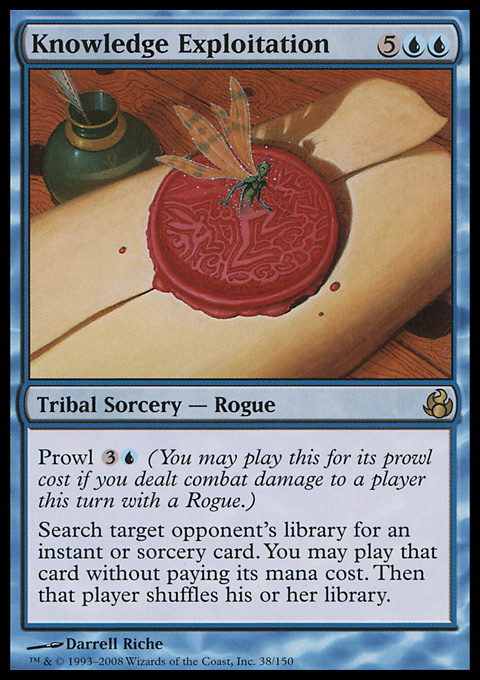 Knowledge Exploitation 5
Tribal Sorcery — Rogue
Prowl 3 (You may play this for its prowl
cost if you dealt combat damage to a player
this turn with a Rogue.)
Search target opponent's library for an
instant or sorcery card. You may play that
card without paying its mana cost. Then
that player shuffles his or her library.
Darrell Riche
™ & © 1993–2008 Wizards of the Coast, Inc. 38/150